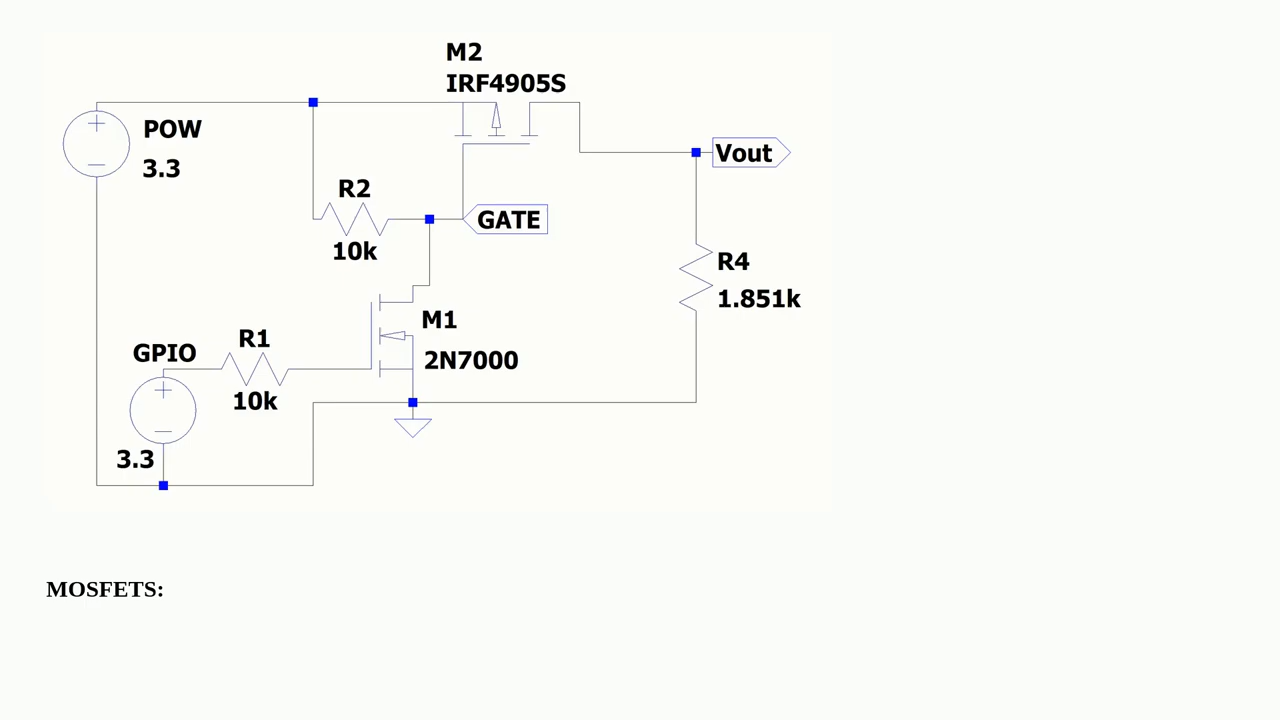 M2
IRF4905S
POW
3.3
Vout
R2
GATE
10k
R4
1.851k
M1
R1
GPIO
2N7000
10k
3.3
MOSFETS: